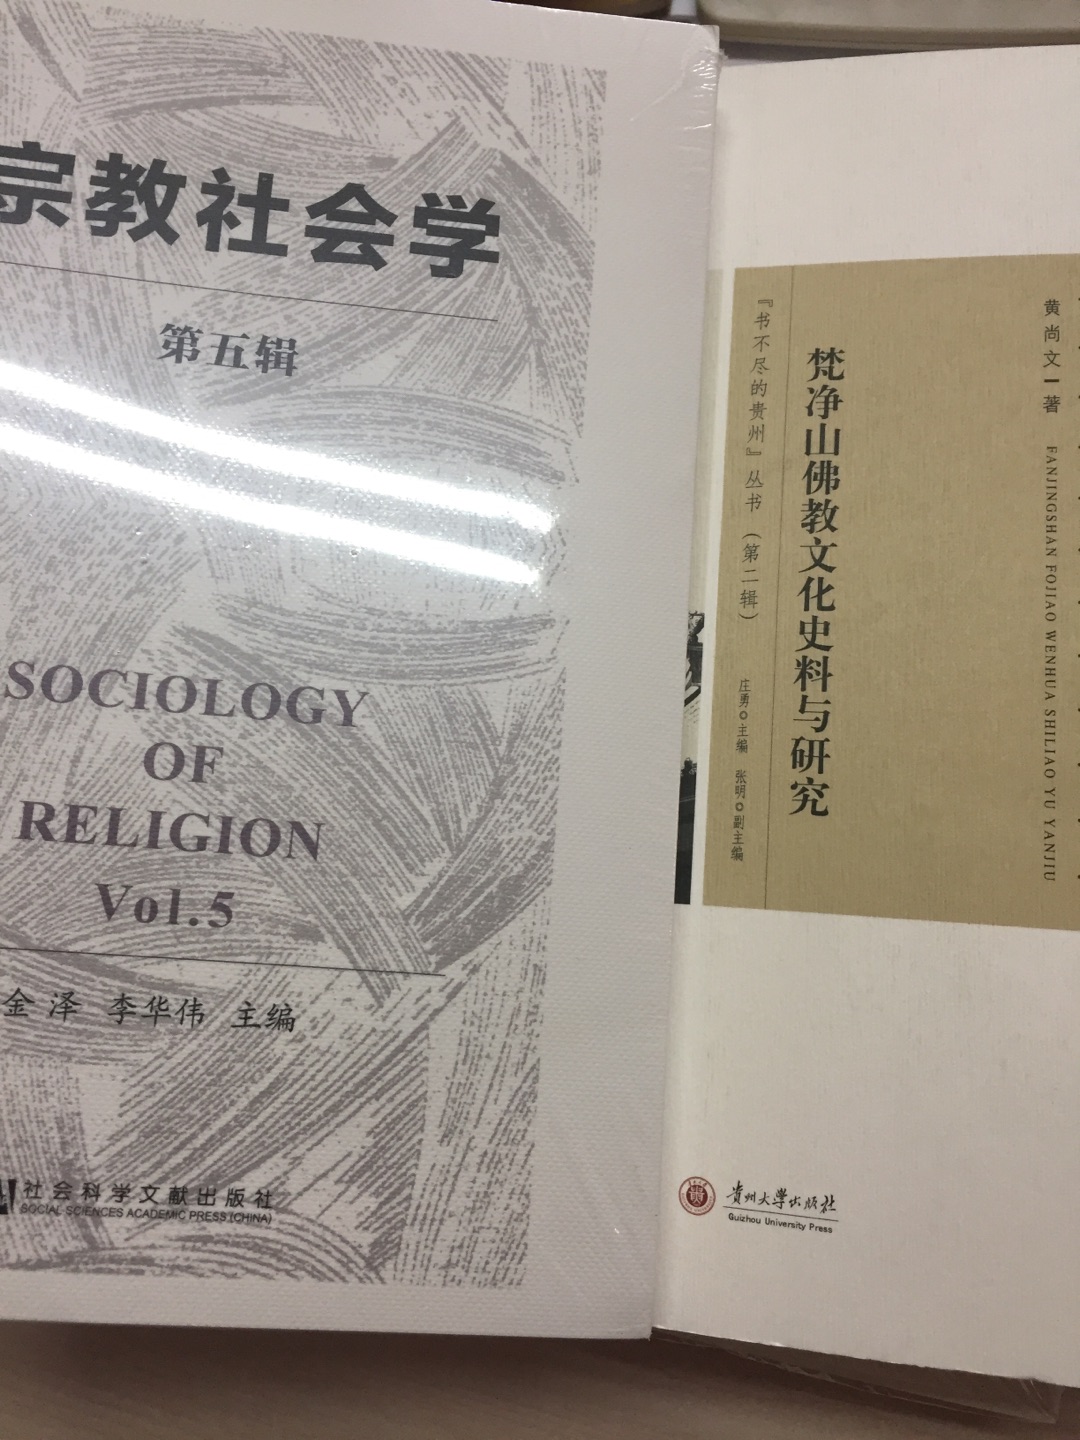 宗教社会学
第五辑
SOCIOLOGY
OF
RELIGION
Vol.5
金泽 李华伟 主编
社会科学文献出版社
SOCIAL SCIENCES ACADEMIC PRESS (CHINA)
黄尚文 著
FANJINGSHAN FOJIAO WENHUA SHILIAO YU YANJIU
梵净山佛教文化史料与研究
『书不尽的贵州』丛书（第二辑）
庄勇 主编 张明 副主编
贵州大学出版社
Guizhou University Press